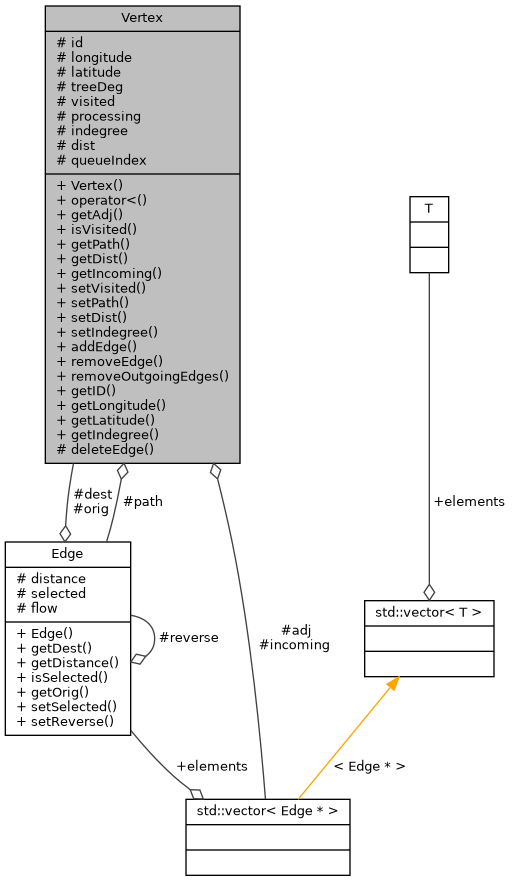 Vertex
# id
# longitude
# latitude
# treeDeg
# visited
# processing
# indegree
# dist
# queueIndex
+ Vertex()
+ operator<()
+ getAdj()
+ isVisited()
+ getPath()
+ getDist()
+ getIncoming()
+ setVisited()
+ setPath()
+ setDist()
+ setIndegree()
+ addEdge()
+ removeEdge()
+ removeOutgoingEdges()
+ getID()
+ getLongitude()
+ getLatitude()
+ getIndegree()
# deleteEdge()
T
#dest
#orig
#path
+elements
Edge
# distance
# selected
# flow
+ Edge()
+ getDest()
+ getDistance()
+ isSelected()
+ getOrig()
+ setSelected()
+ setReverse()
#reverse
#adj
#incoming
std::vector< T >
+elements
< Edge * >
std::vector< Edge * >